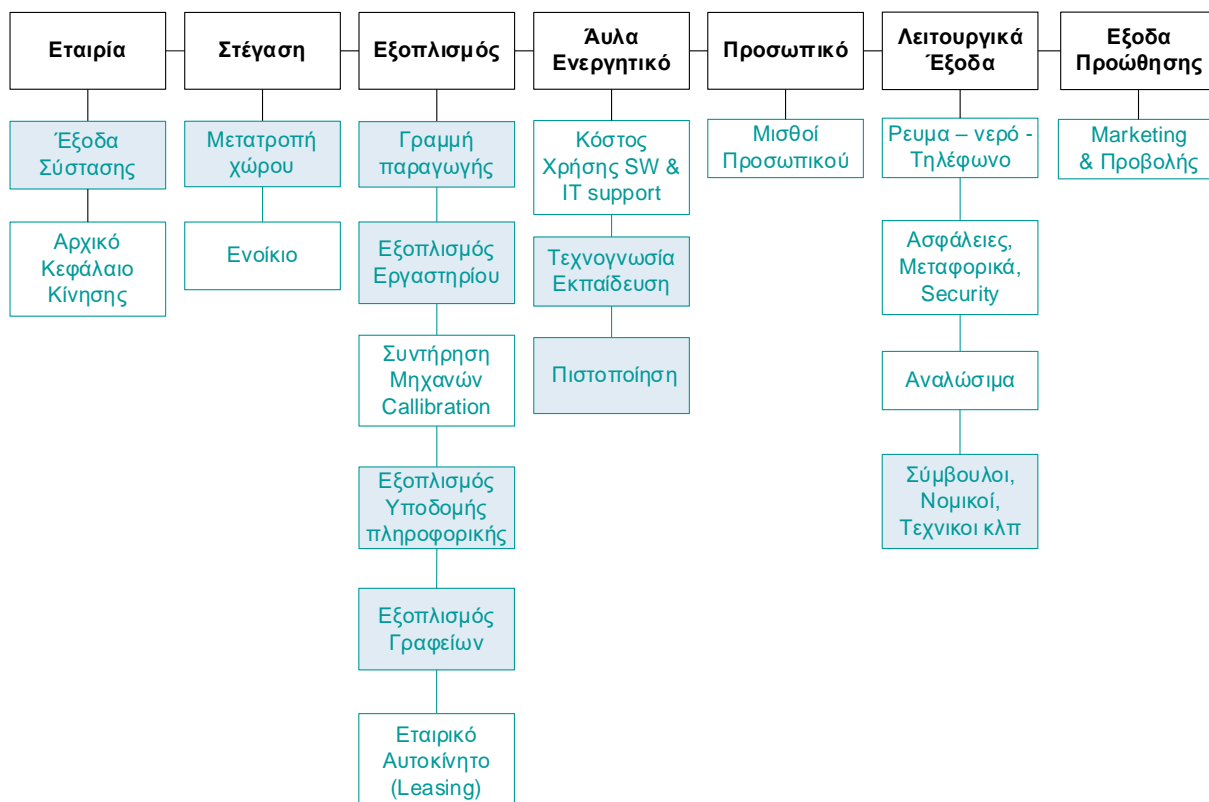 Εταιρία
Στέγαση
Εξοπλισμός
Άυλα
Ενεργητικό
Προσωπικό
Λειτουργικά
Έξοδα
Εξοδα
Προώθησης
Έξοδα
Σύστασης
Αρχικό
Κεφάλαιο
Κίνησης
Μετατροπή
χώρου
Ενοίκιο
Γραμμή
παραγωγής
Εξοπλισμός
Εργαστηρίου
Συντήρηση
Μηχανών
Callibration
Εξοπλισμός
Υποδομής
πληροφορικής
Εξοπλισμός
Γραφείων
Εταιρικό
Αυτοκίνητο
(Leasing)
Κόστος
Χρήσης SW &
IT support
Τεχνογνωσία
Εκπαίδευση
Πιστοποίηση
Μισθοί
Προσωπικού
Ρευμα – νερό -
Τηλέφωνο
Ασφάλειες,
Μεταφορικά,
Security
Αναλώσιμα
Σύμβουλοι,
Νομικοί,
Τεχνικοι κλπ
Marketing
& Προβολής